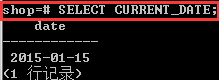 shop=# SELECT CURRENT_DATE;
date
------------
2015-01-15
(1 行记录)